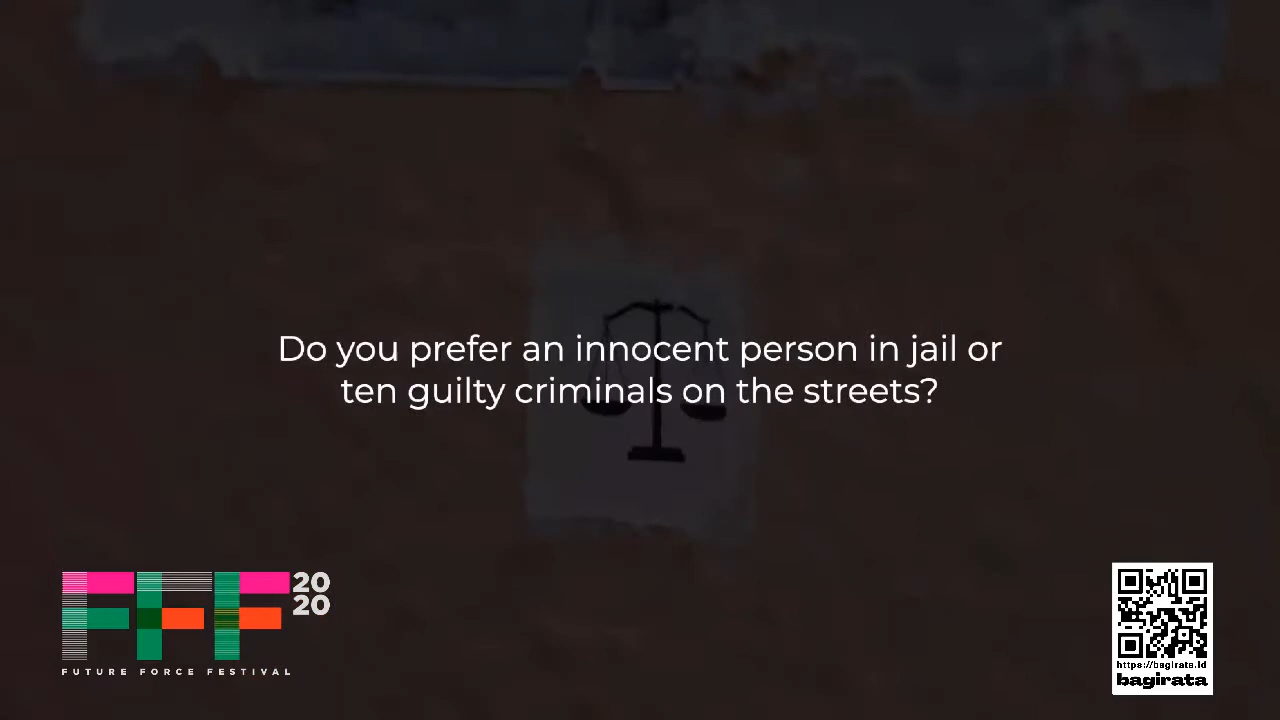 Do you prefer an innocent person in jail or
ten guilty criminals on the streets?
FFF
20
20
FUTURE FORCE FESTIVAL
https://bagirata.id
bagirata